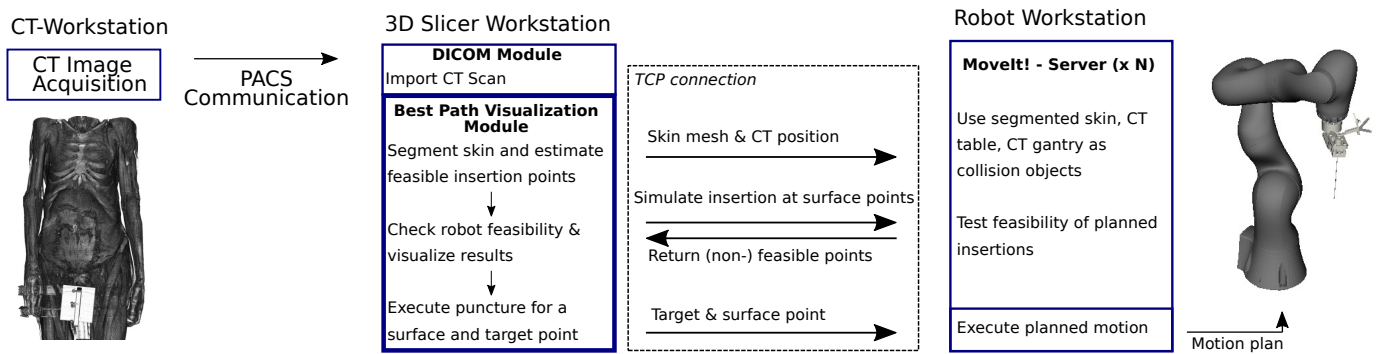 CT-Workstation
CT Image
Acquisition
PACS
Communication
3D Slicer Workstation
DICOM Module
Import CT Scan
Best Path Visualization
Module
Segment skin and estimate
feasible insertion points
Check robot feasibility &
visualize results
Execute puncture for a
surface and target point
TCP connection
Skin mesh & CT position
Simulate insertion at surface points
Return (non-) feasible points
Target & surface point
Robot Workstation
MoveIt! - Server (x N)
Use segmented skin, CT
table, CT gantry as
collision objects
Test feasibility of planned
insertions
Execute planned motion
Motion plan